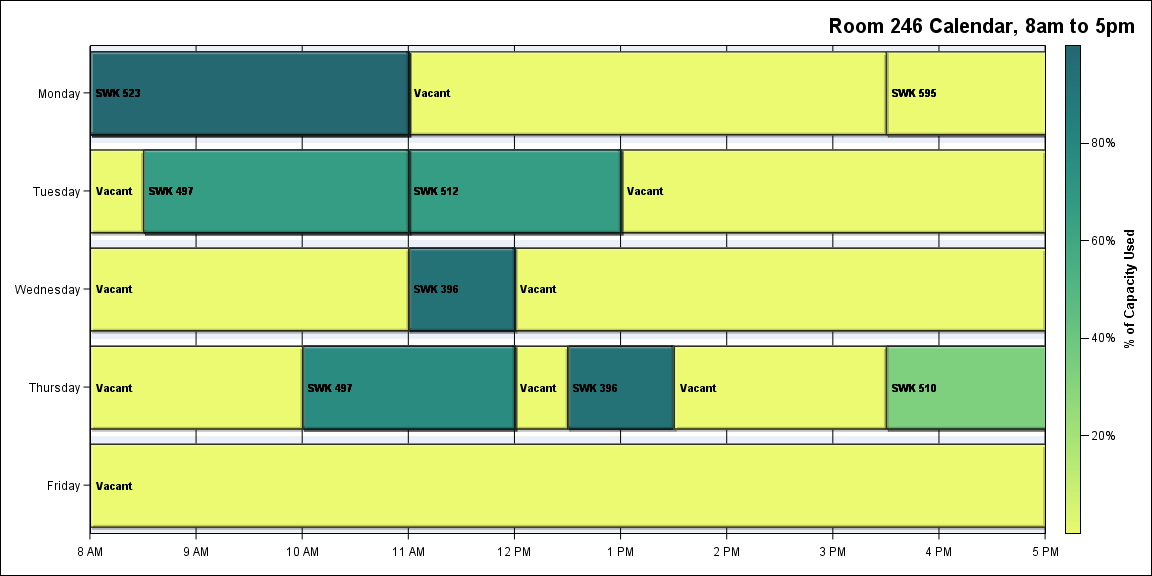 Room 246 Calendar, 8am to 5pm
Monday
SWK 523
Vacant
SWK 595
Tuesday
Vacant
SWK 497
SWK 512
Vacant
Wednesday
Vacant
SWK 396
Vacant
Thursday
Vacant
SWK 497
Vacant
SWK 396
Vacant
SWK 510
Friday
Vacant
8 AM
9 AM
10 AM
11 AM
12 PM
1 PM
2 PM
3 PM
4 PM
5 PM
80%
60%
40%
20%
% of Capacity Used